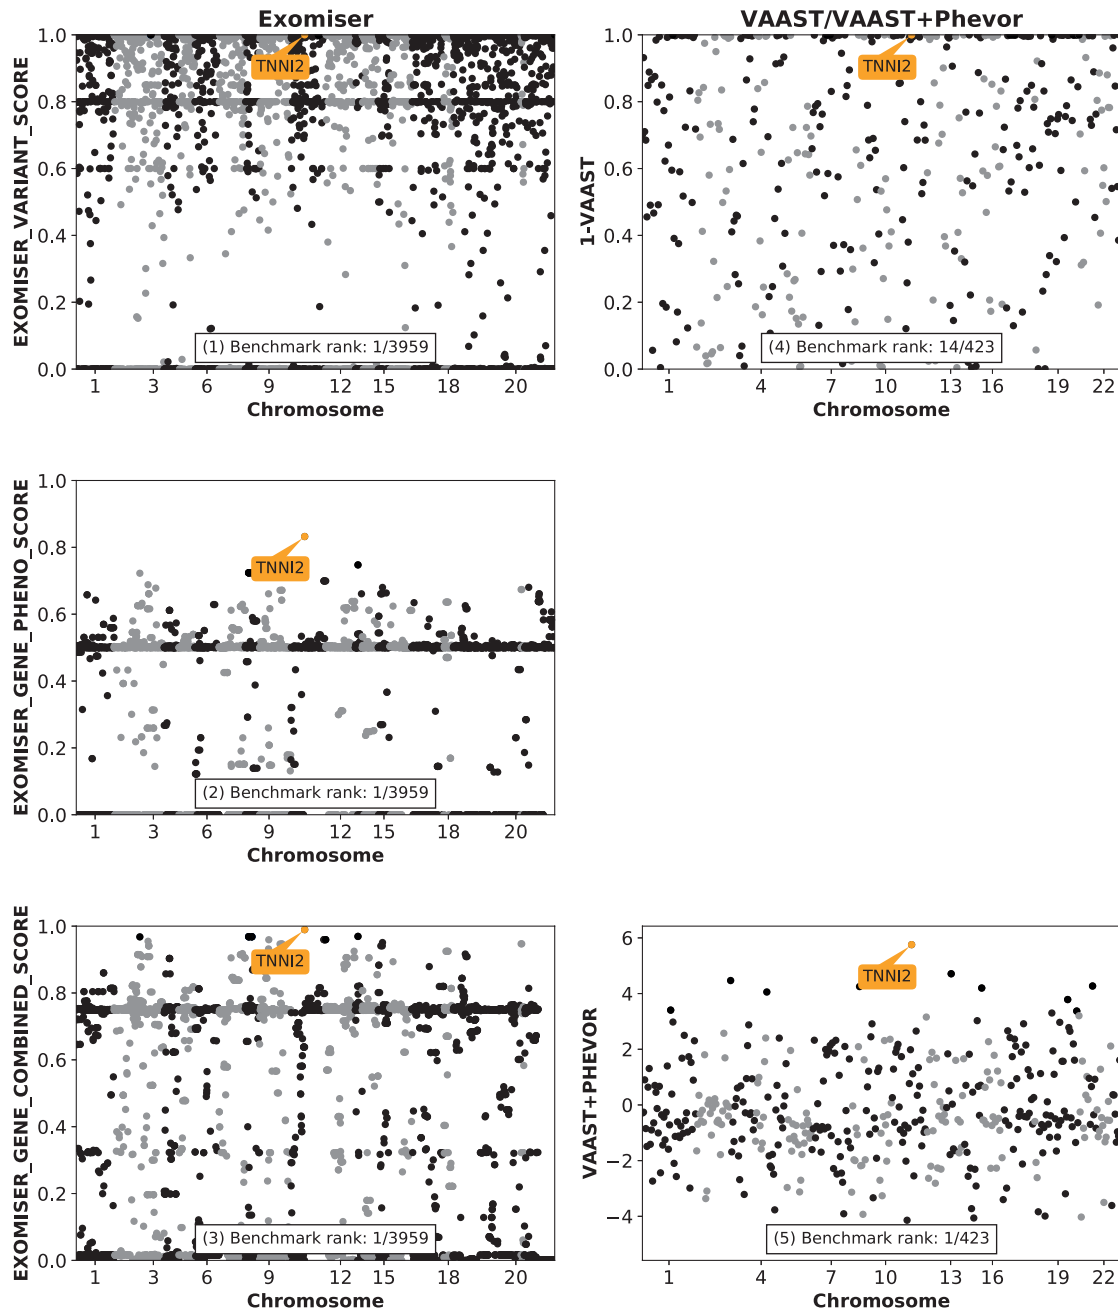 Exomiser
EXOMISER_VARIANT_SCORE
1.0
0.8
0.6
0.4
0.2
0.0
TNNI2
(1) Benchmark rank: 1/3959
1 3 6 9 12 15 18 20
Chromosome
VAAST/VAAST+Phevor
1-VAAST
1.0
0.8
0.6
0.4
0.2
0.0
TNNI2
(4) Benchmark rank: 14/423
1 4 7 10 13 16 19 22
Chromosome
EXOMISER_GENE_PHENO_SCORE
1.0
0.8
0.6
0.4
0.2
0.0
TNNI2
(2) Benchmark rank: 1/3959
1 3 6 9 12 15 18 20
Chromosome
EXOMISER_GENE_COMBINED_SCORE
1.0
0.8
0.6
0.4
0.2
0.0
TNNI2
(3) Benchmark rank: 1/3959
1 3 6 9 12 15 18 20
Chromosome
VAAST+PHEVOR
6
4
2
0
−2
−4
TNNI2
(5) Benchmark rank: 1/423
1 4 7 10 13 16 19 22
Chromosome